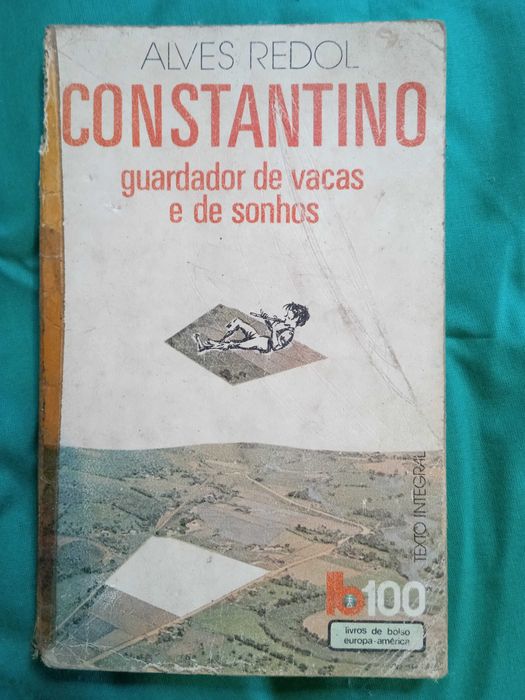 ALVES REDOL
CONSTANTINO
guardador de vacas
e de sonhos
TEXTO INTEGRAL
lb100
livros de bolso
europa-américa